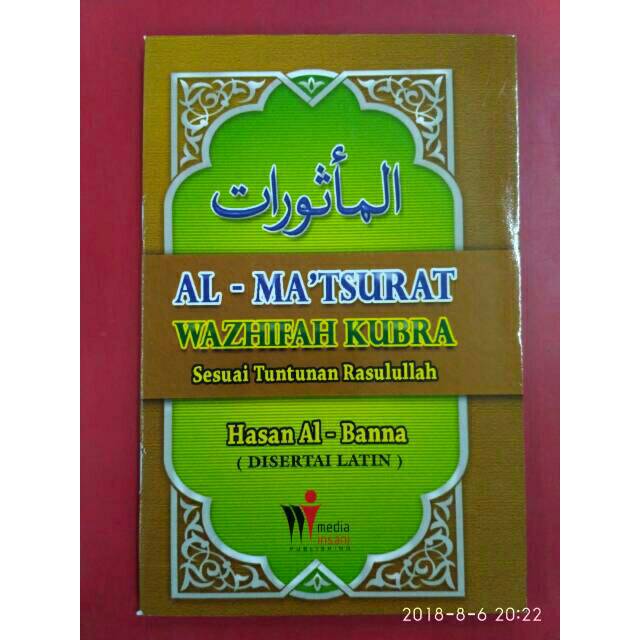 المأثورات
AL - MA'TSURAT
WAZHIFAH KUBRA
Sesuai Tuntunan Rasulullah
Hasan Al - Banna
( DISERTAI LATIN )
media
insani
PUBLISHING
2018-8-6 20:22